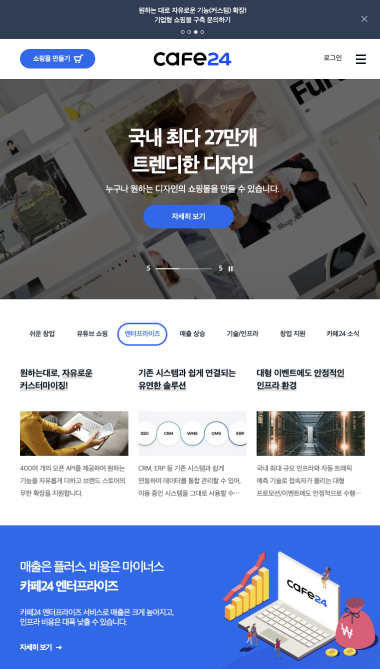 원하는 대로 자유로운 기능(커스텀) 확장!
기업형 쇼핑몰 구축 문의하기
쇼핑몰 만들기
cafe24
로그인
국내 최다 27만개
트렌디한 디자인
누구나 원하는 디자인의 쇼핑몰을 만들 수 있습니다.
자세히 보기
5
5
쉬운 창업
유튜브 쇼핑
엔터프라이즈
매출 상승
기술/인프라
창업 지원
카페24 소식
원하는대로, 자유로운
커스터마이징!
기존 시스템과 쉽게 연결되는
유연한 솔루션
대형 이벤트에도 안정적인
인프라 환경
SEO
CRM
WMS
OMS
ERP
400여 개의 오픈 API를 제공하여 원하는
기능을 자유롭게 더하고 브랜드 스토어의
무한 확장을 지원합니다.
CRM, ERP 등 기존 시스템과 쉽게
연동하여 데이터를 통합 관리할 수 있어,
이용 중인 시스템을 그대로 사용할 수…
국내 최대 규모 인프라와 자동 트래픽
예측 기술로 접속자가 몰리는 대형
프로모션/이벤트에도 안정적으로 수행…
매출은 플러스, 비용은 마이너스
카페24 엔터프라이즈
카페24 엔터프라이즈 서비스로 매출은 크게 높아지고,
인프라 비용은 대폭 낮출 수 있습니다.
자세히 보기 →
cafe24
₩